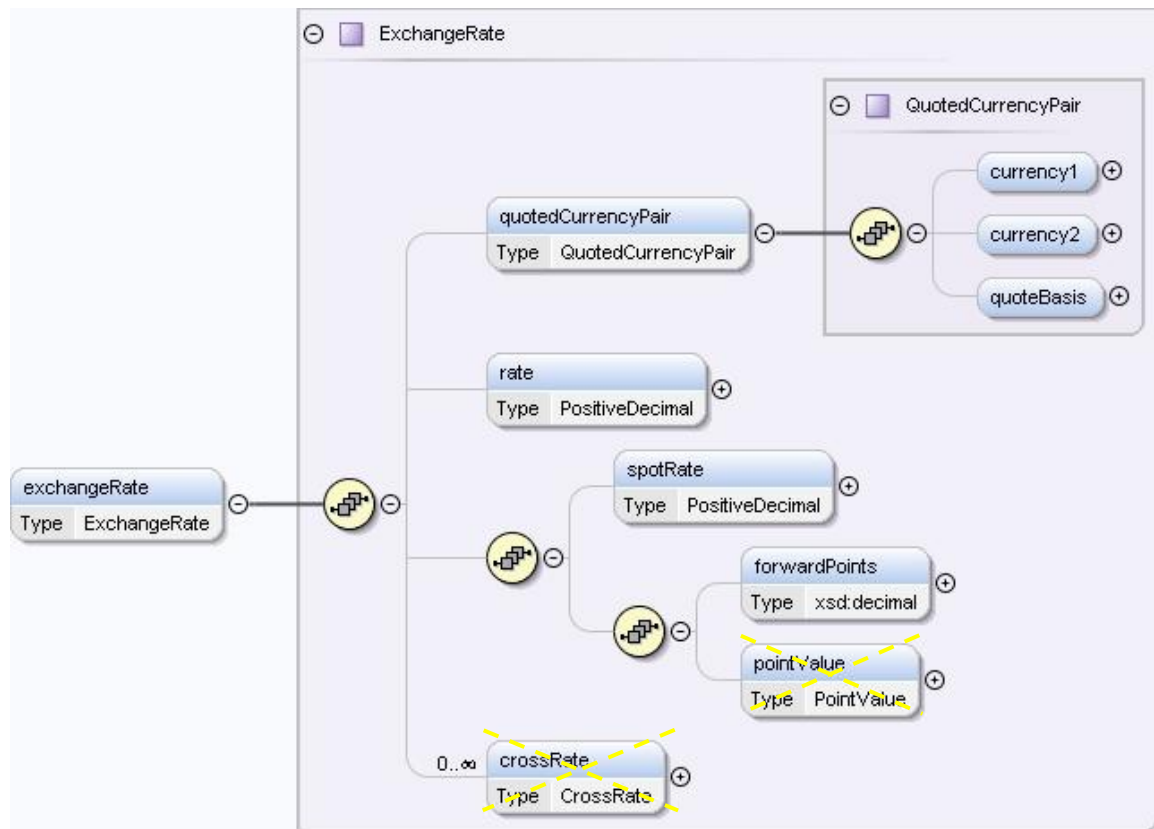 ExchangeRate
QuotedCurrencyPair
currency1
quotedCurrencyPair
currency2
Type QuotedCurrencyPair
quoteBasis
rate
Type PositiveDecimal
spotRate
exchangeRate
Type PositiveDecimal
Type ExchangeRate
forwardPoints
Type xsd:decimal
pointValue
Type PointValue
0..∞ crossRate
Type CrossRate